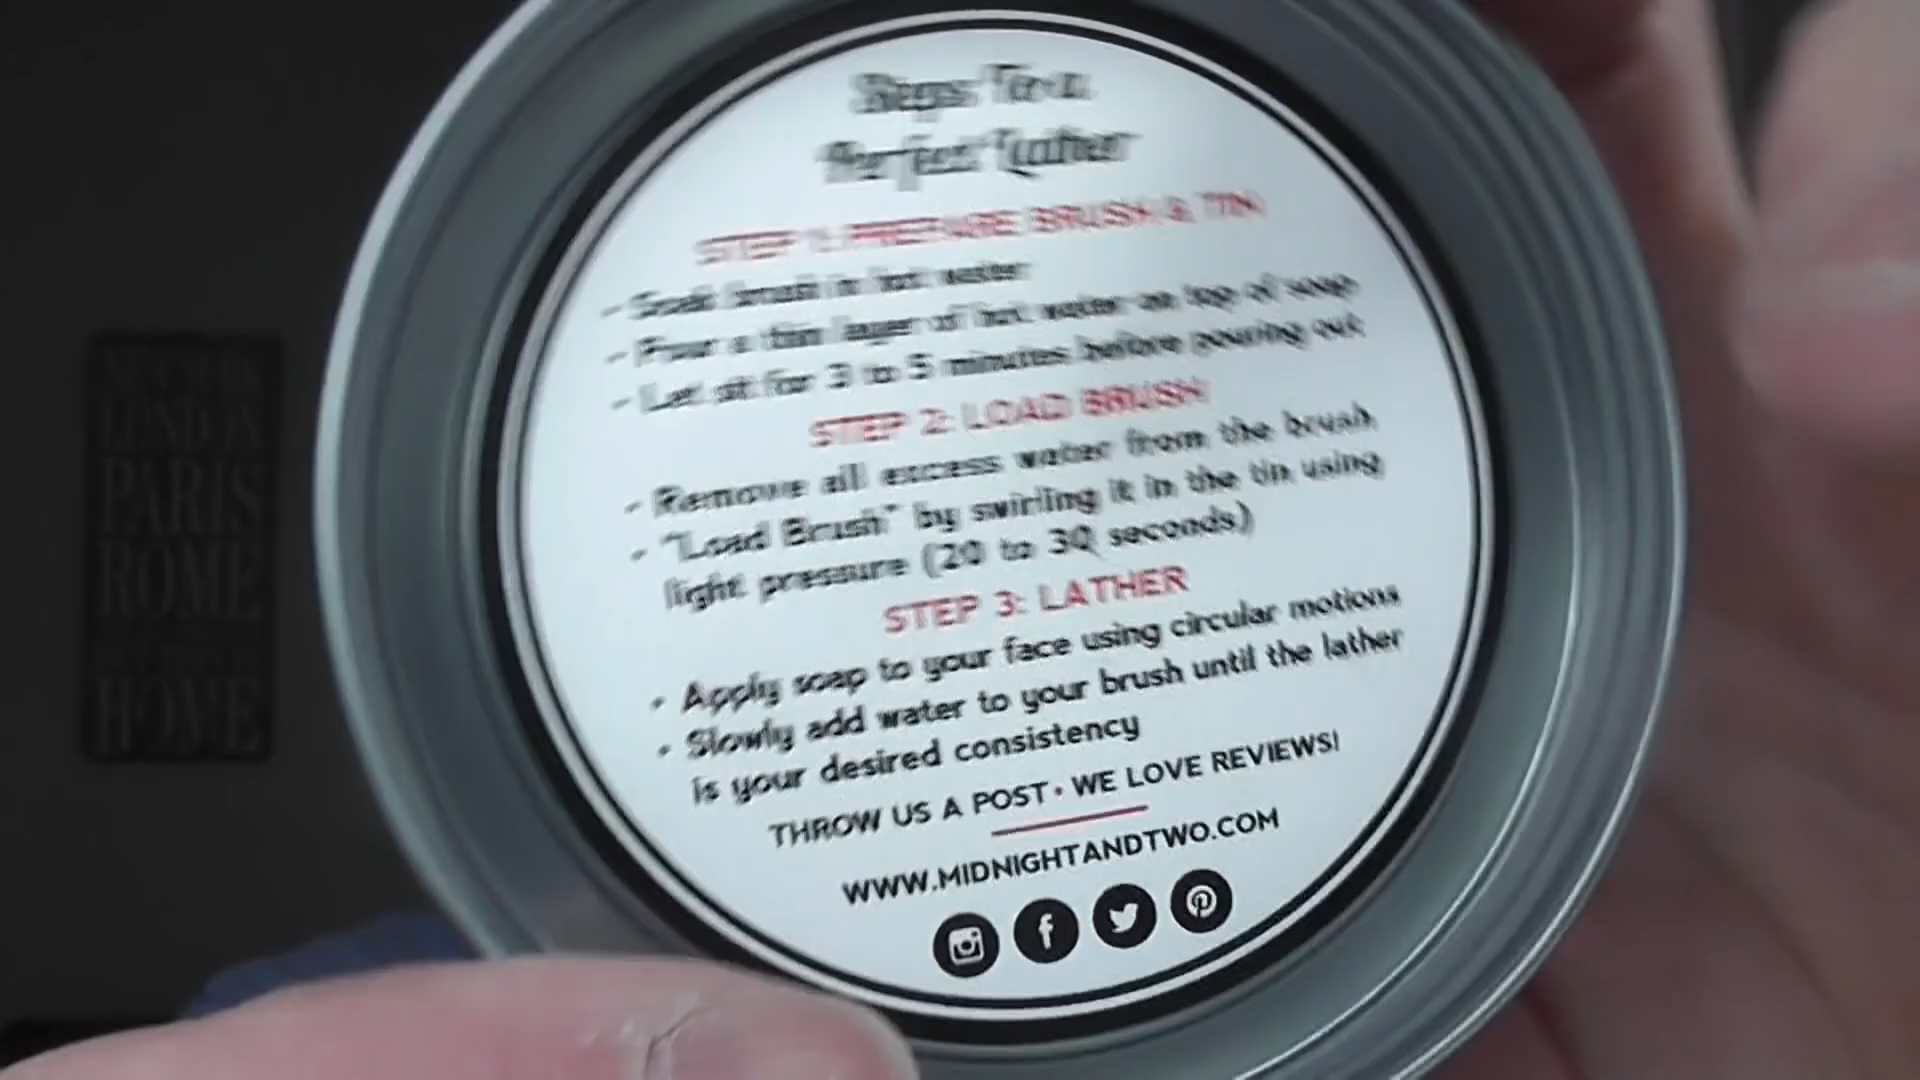 Steps To a
Perfect Lather
STEP 1: PREPARE BRUSH & TIN
- Soak brush in hot water
- Pour a thin layer of hot water on top of soap
- Let sit for 3 to 5 minutes before pouring out
STEP 2: LOAD BRUSH
- Remove all excess water from the brush
- "Load Brush" by swirling it in the tin using
light pressure (20 to 30 seconds)
STEP 3: LATHER
- Apply soap to your face using circular motions
- Slowly add water to your brush until the lather
is your desired consistency
THROW US A POST • WE LOVE REVIEWS!
WWW.MIDNIGHTANDTWO.COM
LONDON
PARIS
ROME
HOME